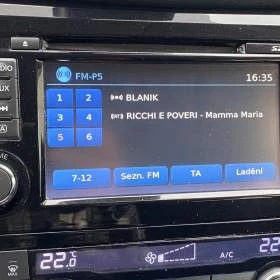 FM-P5 16:35
1 2 BLANIK
3 4 RICCHI E POVERI - Mamma Maria
5 6
7-12 Sezn. FM TA Ladění
22.0 A/C 22